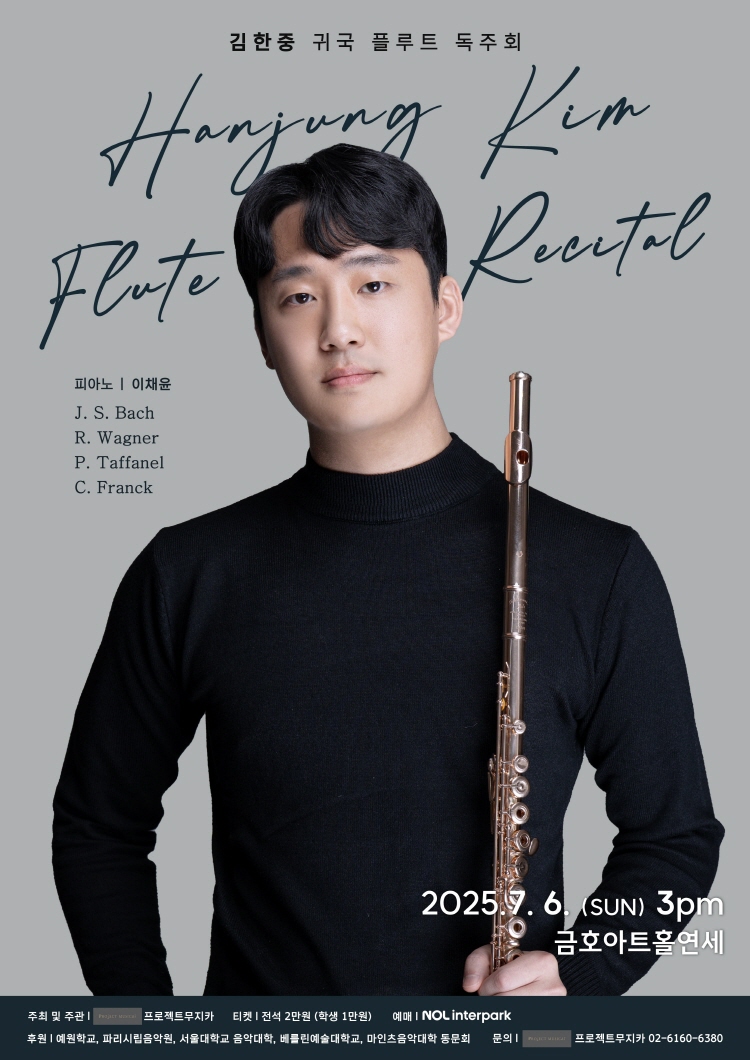 김한중 귀국 플루트 독주회
Hanjung Kim
Flute Recital
피아노 | 이채윤
J. S. Bach
R. Wagner
P. Taffanel
C. Franck
2025.7. 6. (SUN) 3pm
금호아트홀연세
주최 및 주관 | 프로젝트무지카 티켓 | 전석 2만원 (학생 1만원) 예매 | NOL interpark
후원 | 예원학교, 파리시립음악원, 서울대학교 음악대학, 베를린예술대학교, 마인츠음악대학 동문회 문의 | 프로젝트무지카 02-6160-6380